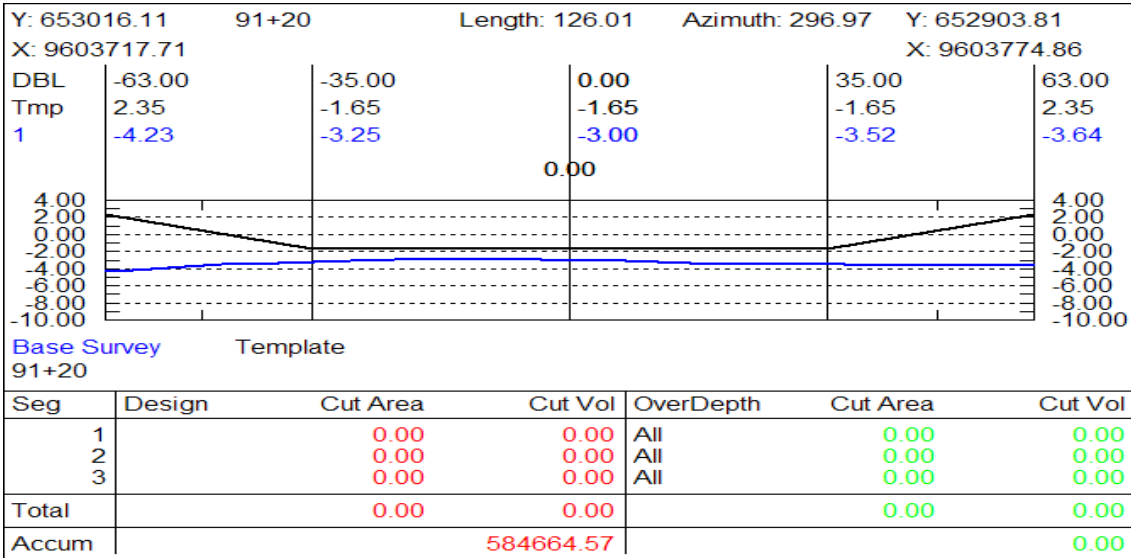 Y: 653016.11 91+20 Length: 126.01 Azimuth: 296.97 Y: 652903.81
X: 9603717.71 X: 9603774.86
DBL -63.00 -35.00 0.00 35.00 63.00
Tmp 2.35 -1.65 -1.65 -1.65 2.35
1 -4.23 -3.25 -3.00 -3.52 -3.64
0.00
4.00 4.00
2.00 2.00
0.00 0.00
-2.00 -2.00
-4.00 -4.00
-6.00 -6.00
-8.00 -8.00
-10.00 -10.00
Base Survey Template
91+20
Seg Design Cut Area Cut Vol OverDepth Cut Area Cut Vol
1 0.00 0.00 All 0.00 0.00
2 0.00 0.00 All 0.00 0.00
3 0.00 0.00 All 0.00 0.00
Total 0.00 0.00 0.00 0.00
Accum 584664.57 0.00